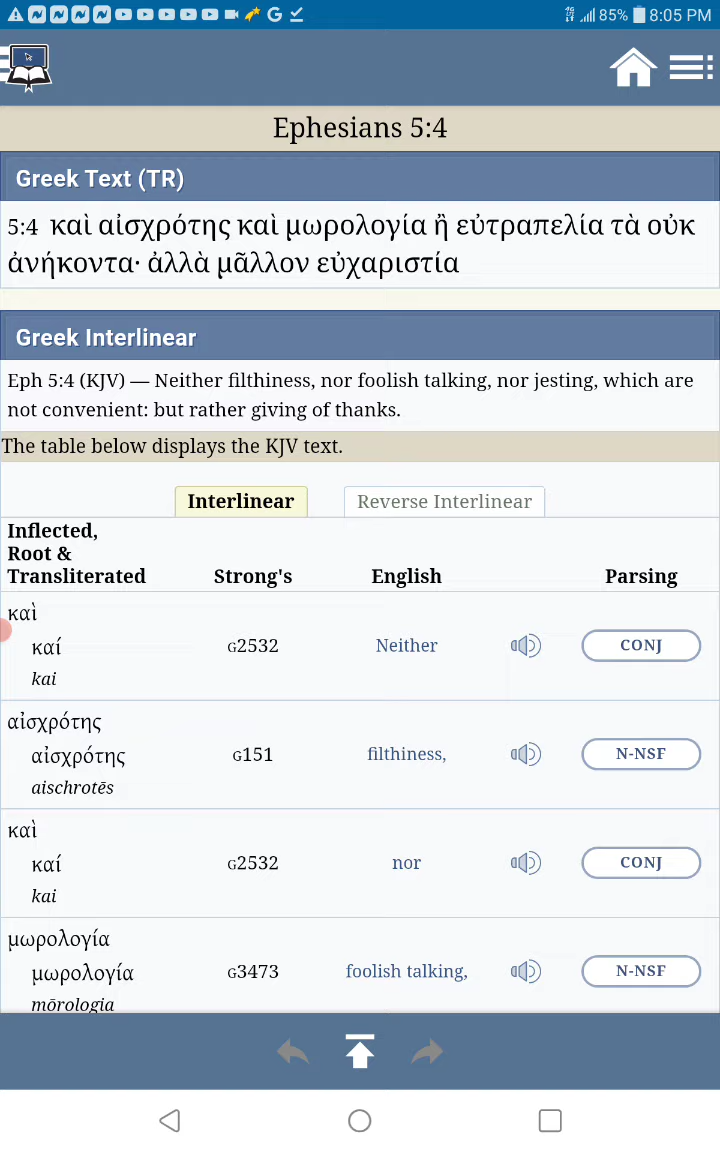 85% 8:05 PM
Ephesians 5:4
Greek Text (TR)
5:4 καὶ αἰσχρότης καὶ μωρολογία ἢ εὐτραπελία τὰ οὐκ
ἀνήκοντα· ἀλλὰ μᾶλλον εὐχαριστία
Greek Interlinear
Eph 5:4 (KJV) — Neither filthiness, nor foolish talking, nor jesting, which are
not convenient: but rather giving of thanks.
The table below displays the KJV text.
Interlinear Reverse Interlinear
Inflected,
Root &
Transliterated Strong's English Parsing
καὶ
καί G2532 Neither CONJ
kai
αἰσχρότης
αἰσχρότης G151 filthiness, N-NSF
aischrotēs
καὶ
καί G2532 nor CONJ
kai
μωρολογία
μωρολογία G3473 foolish talking, N-NSF
mōrologia